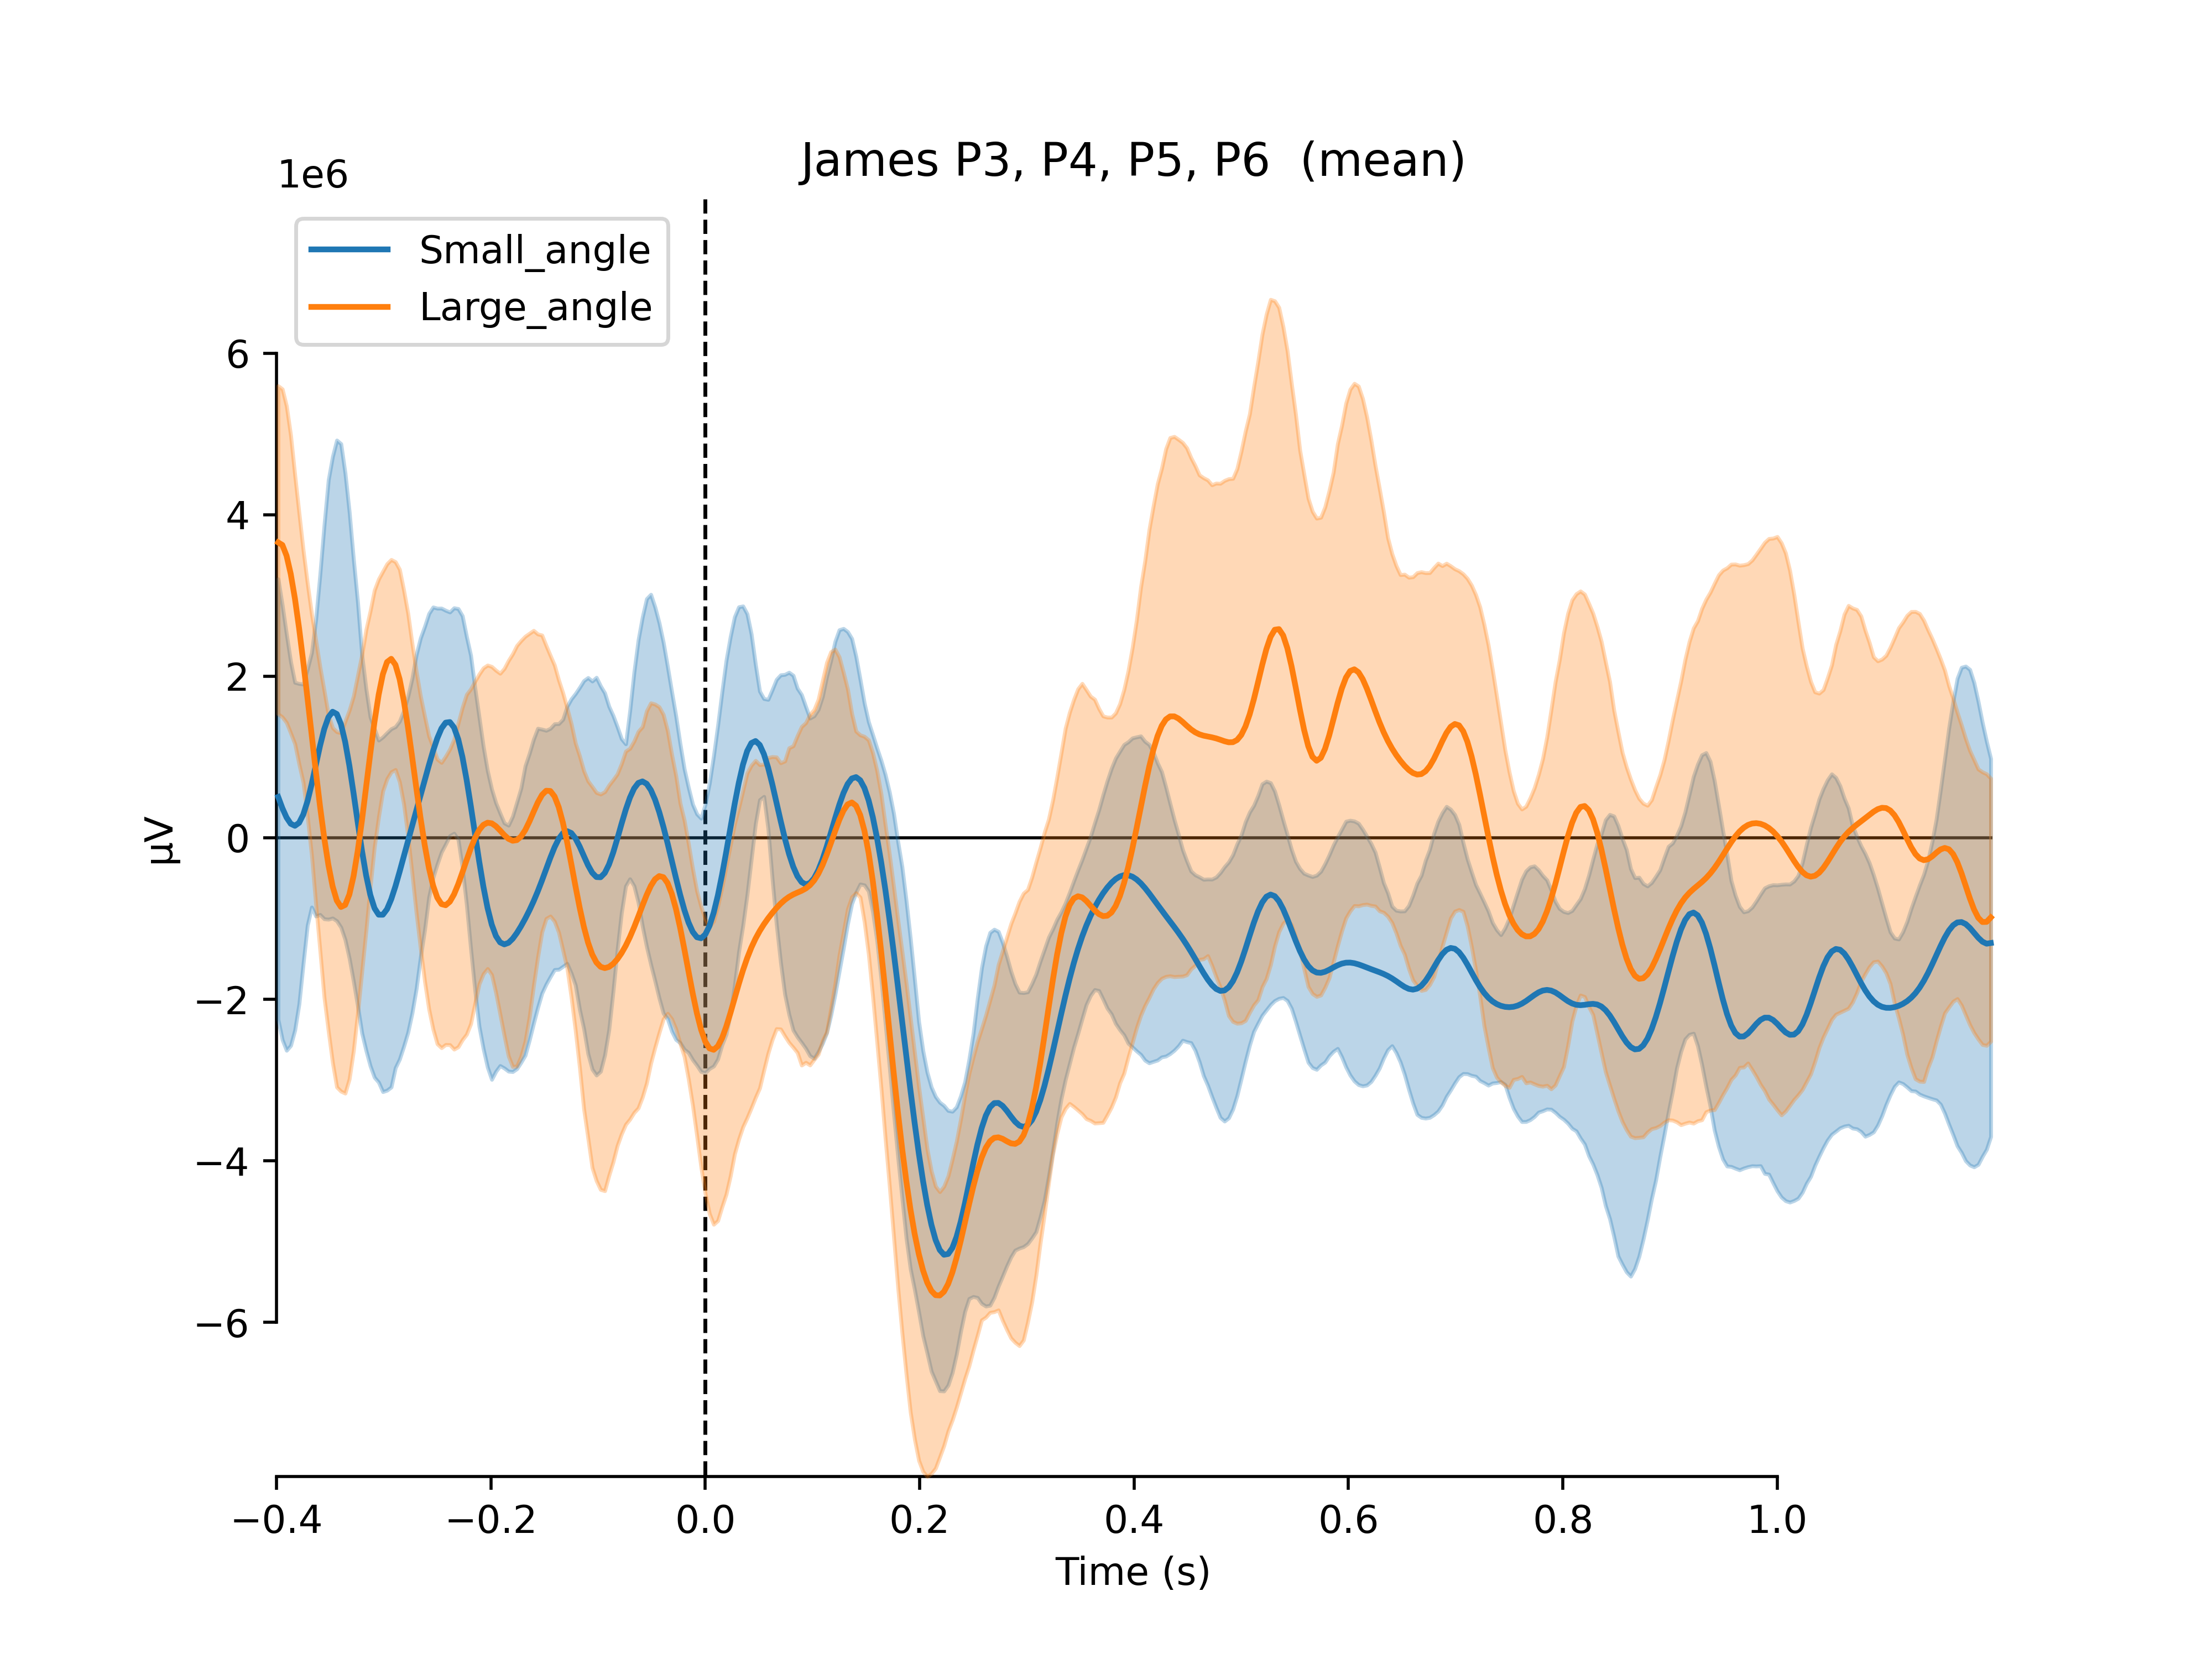 James P3, P4, P5, P6  (mean)
1e6
Small_angle
Large_angle
6
4
2
0
−2
−4
−6
µV
−0.4
−0.2
0.0
0.2
0.4
0.6
0.8
1.0
Time (s)